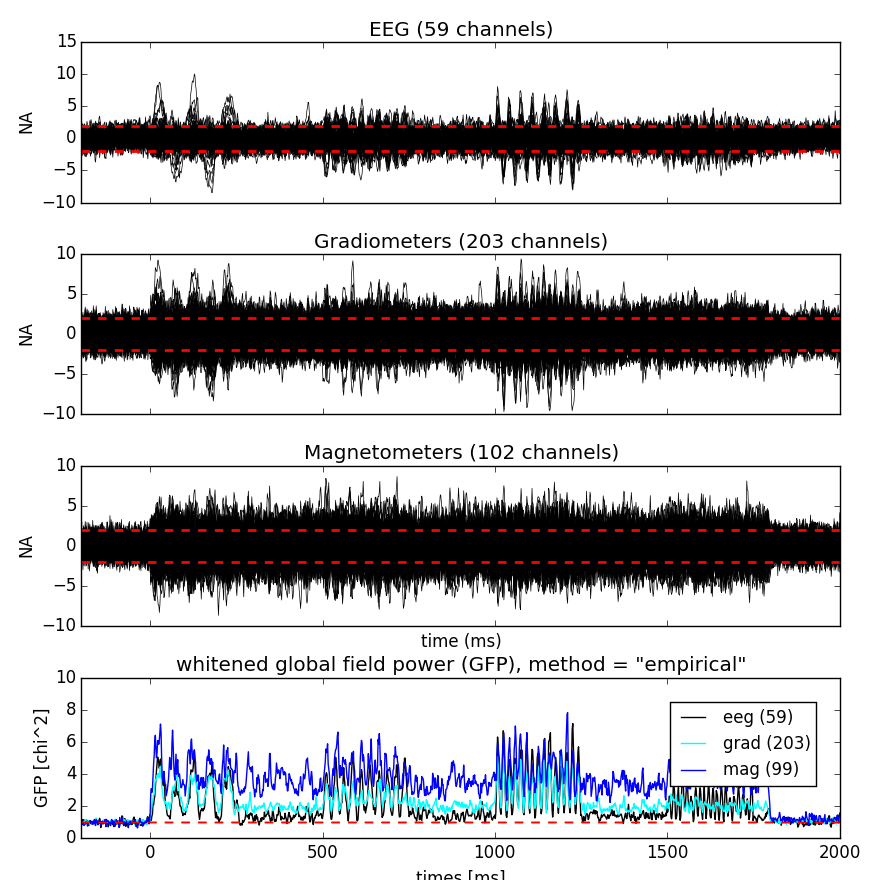 EEG (59 channels)
15
10
5
0
−5
−10
NA
Gradiometers (203 channels)
10
5
0
−5
−10
NA
Magnetometers (102 channels)
10
5
0
−5
−10
NA
time (ms)
whitened global field power (GFP), method = "empirical"
10
8
6
4
2
0
GFP [chi^2]
eeg (59)
grad (203)
mag (99)
0 500 1000 1500 2000
times [ms]